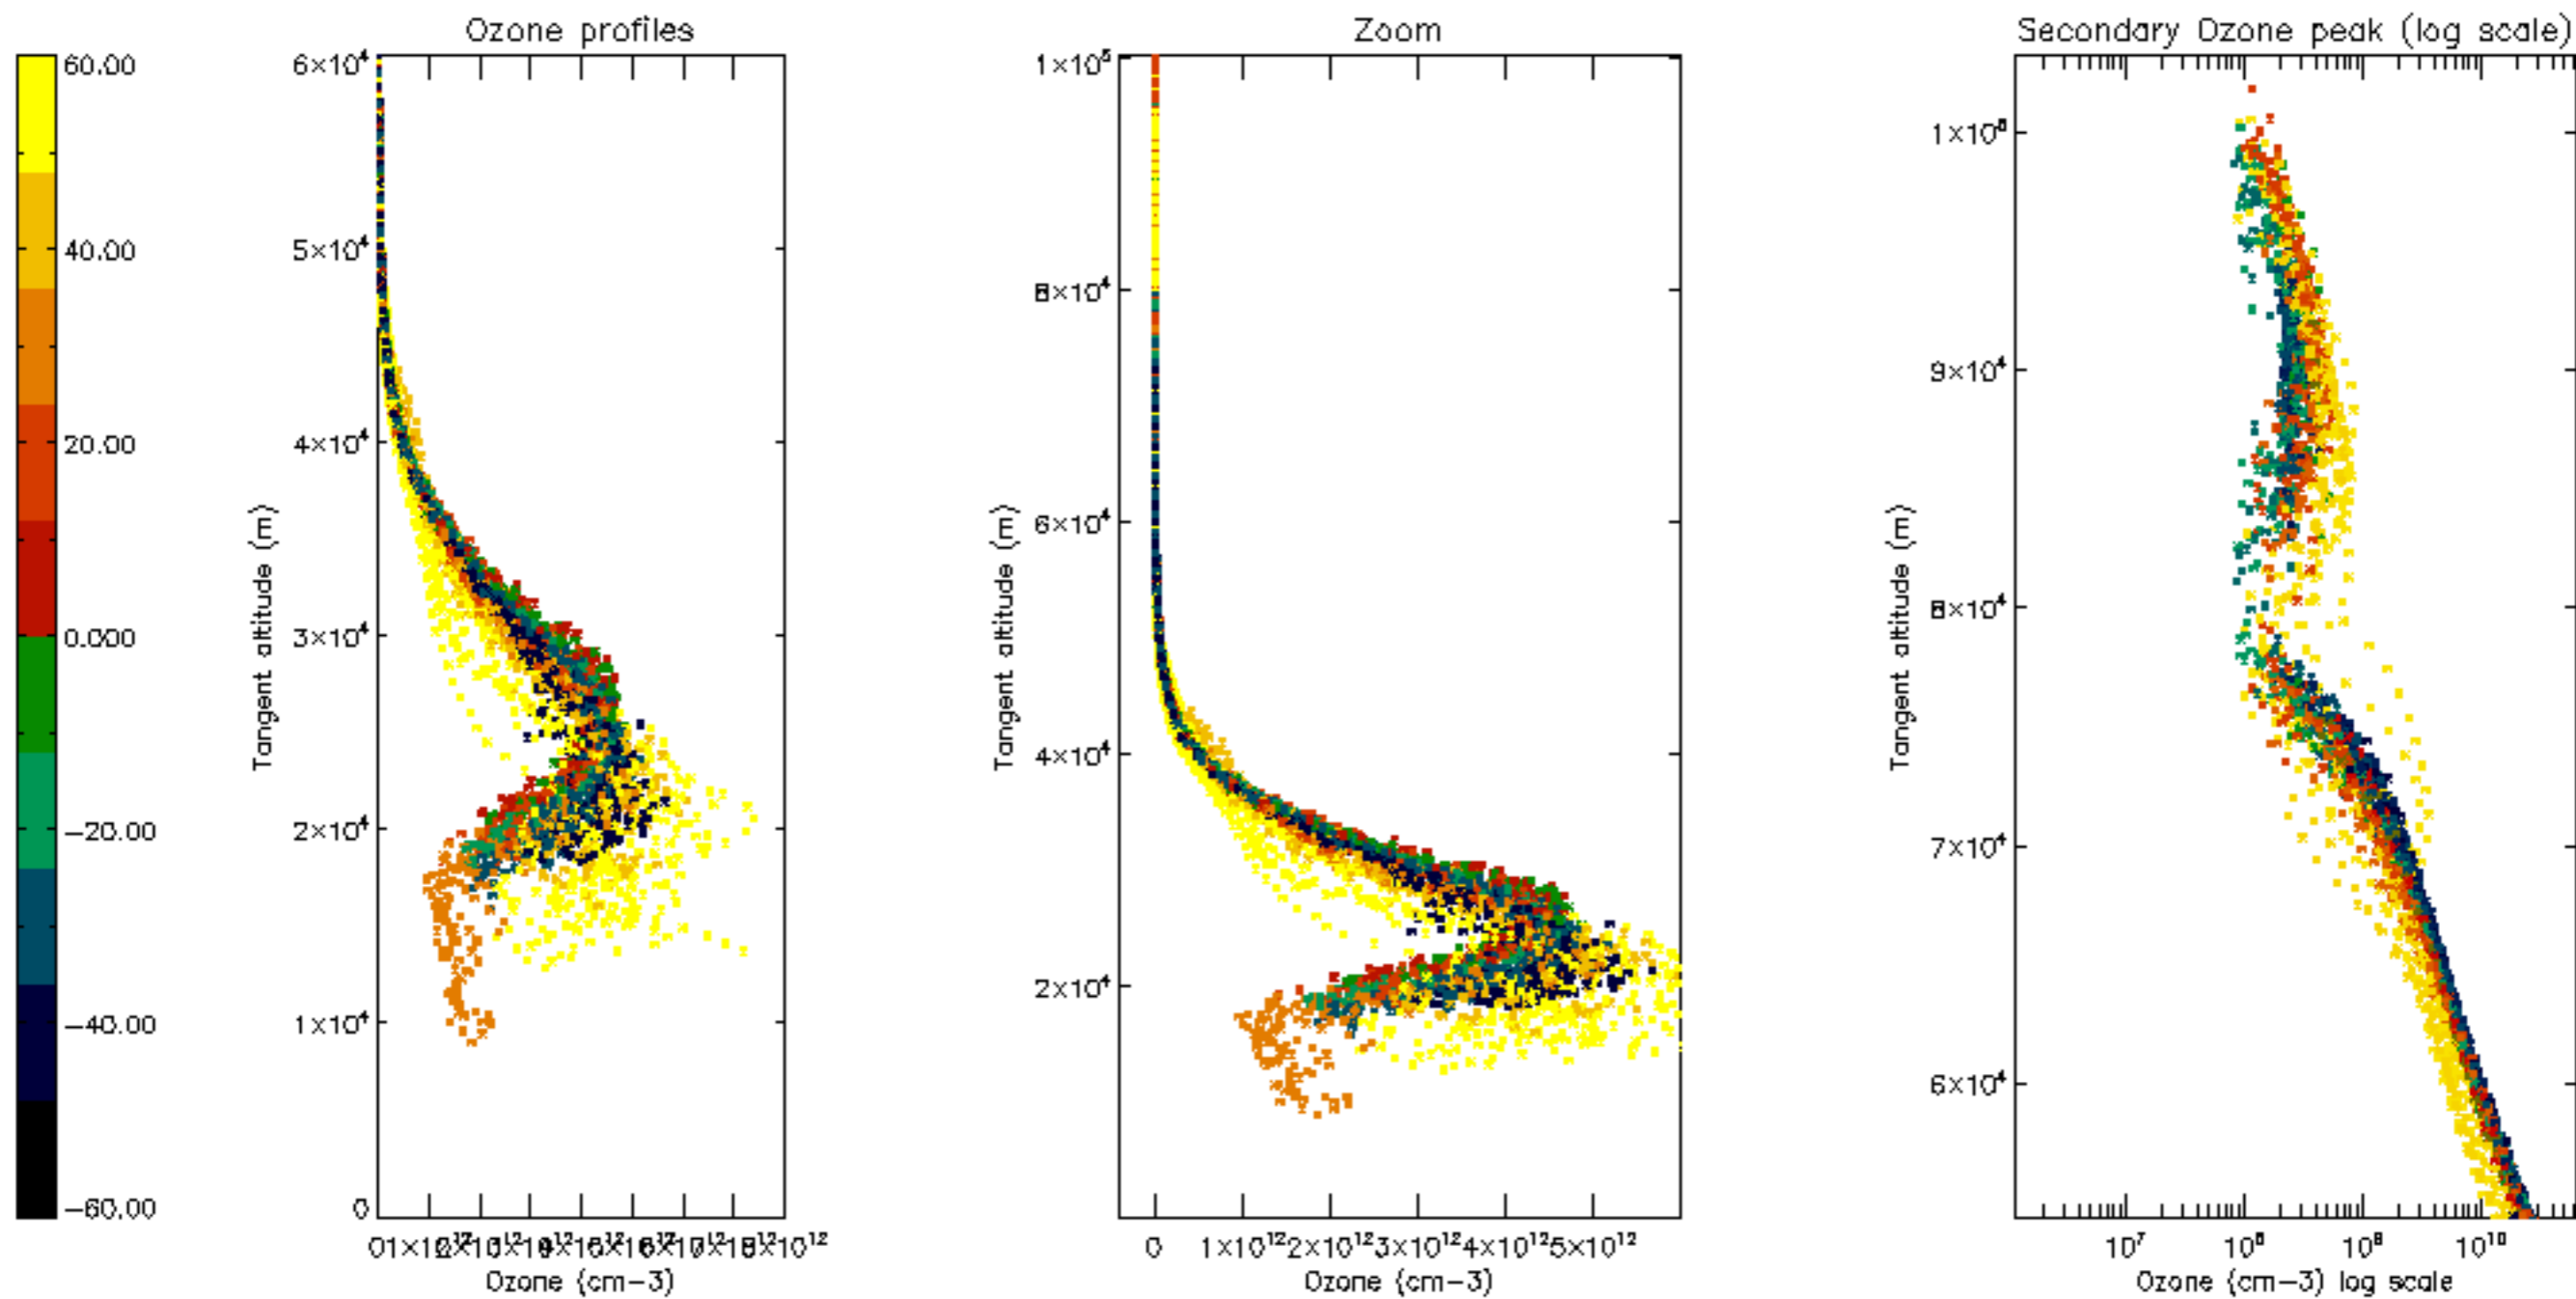 Ozone profiles
Zoom
Secondary Ozone peak (log scale)
60.00
40.00
20.00
0.000
-20.00
-40.00
-60.00
6×10⁴
5×10⁴
4×10⁴
3×10⁴
2×10⁴
1×10⁴
0
Tangent altitude (m)
1×10⁵
8×10⁴
6×10⁴
4×10⁴
2×10⁴
Tangent altitude (m)
9×10⁴
8×10⁴
7×10⁴
6×10⁴
Tangent altitude (m)
8×10¹²
Ozone (cm-3)
0 1×10¹² 2×10¹² 3×10¹² 4×10¹² 5×10¹²
Ozone (cm-3)
10⁷ 10⁸ 10⁹ 10¹⁰
Ozone (cm-3) log scale